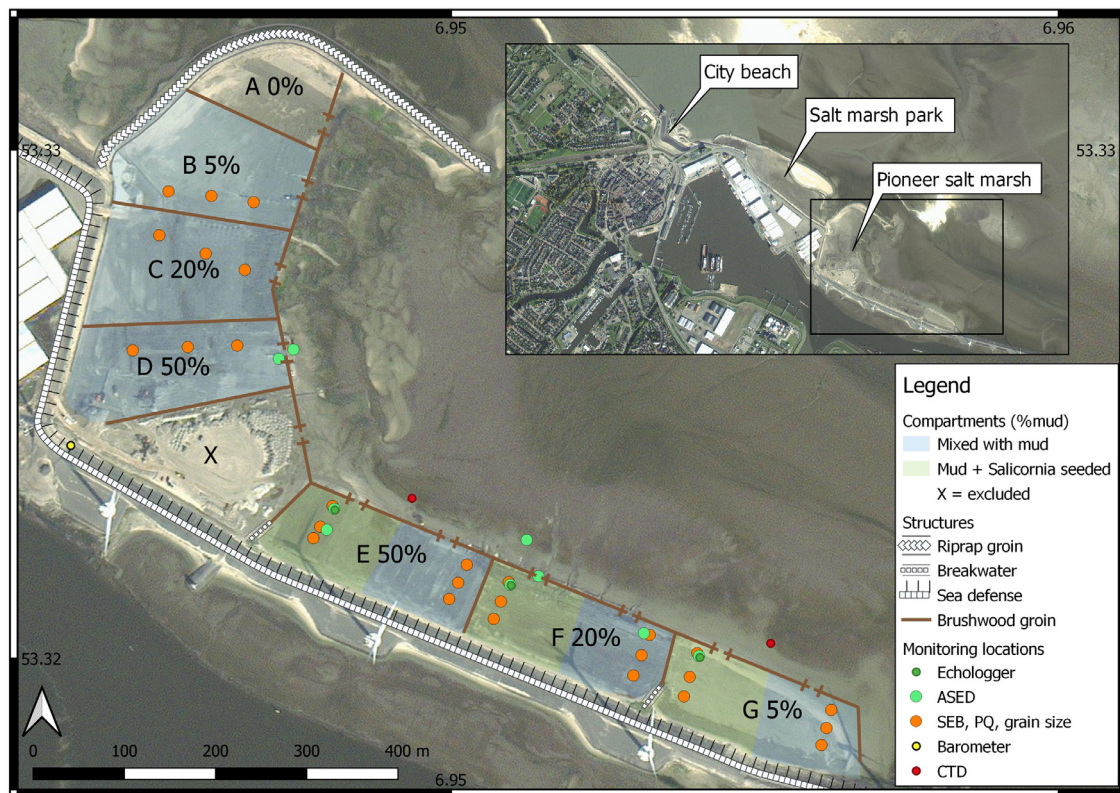 6.95
6.96
53.33
53.33
A 0%
B 5%
C 20%
D 50%
X
E 50%
F 20%
G 5%
City beach
Salt marsh park
Pioneer salt marsh
Legend
Compartments (%mud)
Mixed with mud
Mud + Salicornia seeded
X = excluded
Structures
Riprap groin
Breakwater
Sea defense
Brushwood groin
Monitoring locations
Echologger
ASED
SEB, PQ, grain size
Barometer
CTD
53.32
0 100 200 300 400 m
6.95